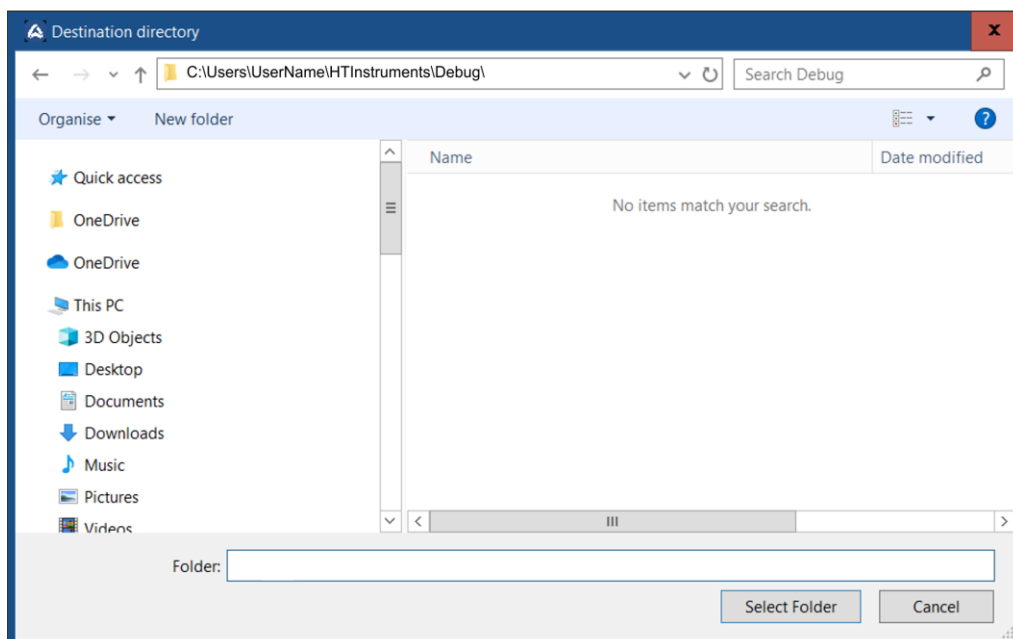 Destination directory
x
C:\Users\UserName\HTInstruments\Debug\
Search Debug
Organise
New folder
?
Name
Date modified
Quick access
No items match your search.
OneDrive
OneDrive
This PC
3D Objects
Desktop
Documents
Downloads
Music
Pictures
Videos
Folder:
Select Folder
Cancel